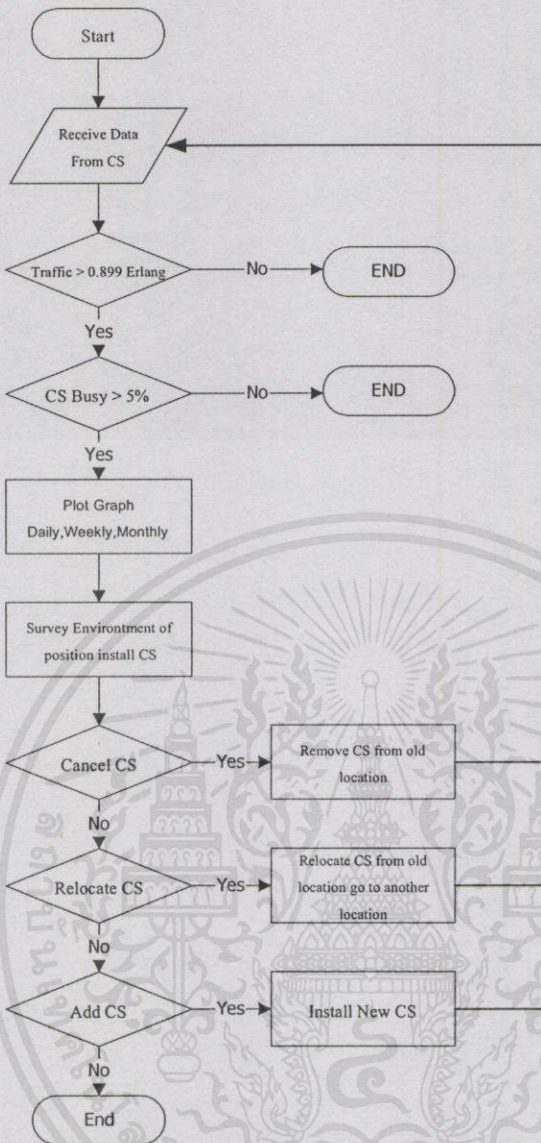 Start
Receive Data
From CS
Traffic > 0.899 Erlang
No
END
Yes
CS Busy > 5%
No
END
Yes
Plot Graph
Daily,Weekly,Monthly
Survey Environtment of
position install CS
Cancel CS
Yes
Remove CS from old
location
No
Relocate CS
Yes
Relocate CS from old
location go to another
location
No
Add CS
Yes
Install New CS
No
End